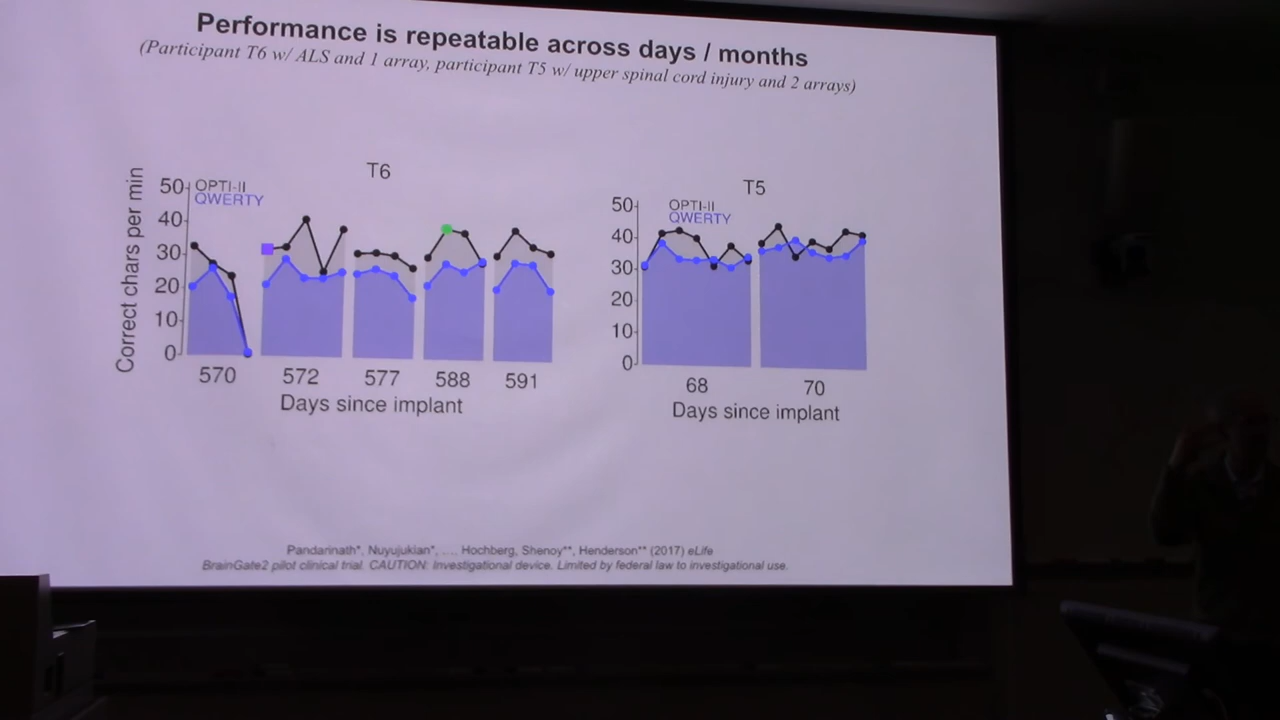 Performance is repeatable across days / months
(Participant T6 w/ ALS and 1 array, participant T5 w/ upper spinal cord injury and 2 arrays)
T6
Correct chars per min
50
40
30
20
10
0
OPTI-II
QWERTY
570
572
577
588
591
Days since implant
T5
50
40
30
20
10
0
OPTI-II
QWERTY
68
70
Days since implant
Pandarinath*, Nuyujukian*, .... Hochberg, Shenoy**, Henderson** (2017) eLife
BrainGate2 pilot clinical trial. CAUTION: Investigational device. Limited by federal law to investigational use.